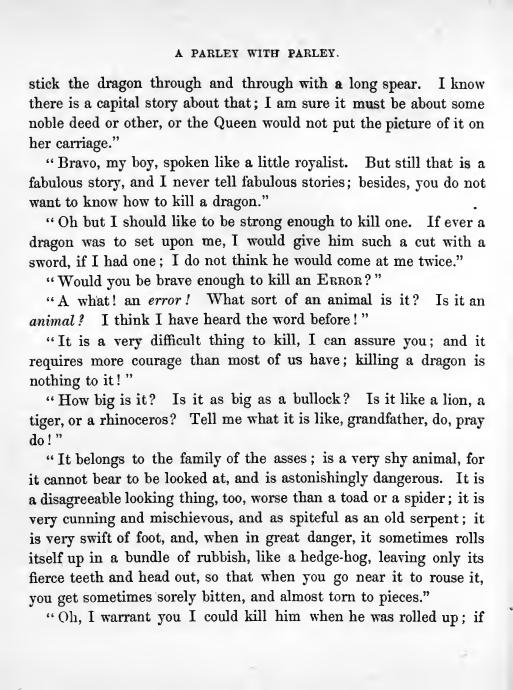 A PARLEY WITH PARLEY.
stick the dragon through and through with a long spear. I know
there is a capital story about that; I am sure it must be about some
noble deed or other, or the Queen would not put the picture of it on
her carriage.”
“ Bravo, my boy, spoken like a little royalist. But still that is a
fabulous story, and I never tell fabulous stories; besides, you do not
want to know how to kill a dragon.”
“ Oh but I should like to be strong enough to kill one. If ever a
dragon was to set upon me, I would give him such a cut with a
sword, if I had one; I do not think he would come at me twice.”
“ Would you be brave enough to kill an ERROR? ”
“ A what! an error! What sort of an animal is it? Is it an
animal? I think I have heard the word before! ”
“ It is a very difficult thing to kill, I can assure you; and it
requires more courage than most of us have; killing a dragon is
nothing to it! ”
“ How big is it? Is it as big as a bullock? Is it like a lion, a
tiger, or a rhinoceros? Tell me what it is like, grandfather, do, pray
do! ”
“ It belongs to the family of the asses; is a very shy animal, for
it cannot bear to be looked at, and is astonishingly dangerous. It is
a disagreeable looking thing, too, worse than a toad or a spider; it is
very cunning and mischievous, and as spiteful as an old serpent; it
is very swift of foot, and, when in great danger, it sometimes rolls
itself up in a bundle of rubbish, like a hedge-hog, leaving only its
fierce teeth and head out, so that when you go near it to rouse it,
you get sometimes sorely bitten, and almost torn to pieces.”
“ Oh, I warrant you I could kill him when he was rolled up; if